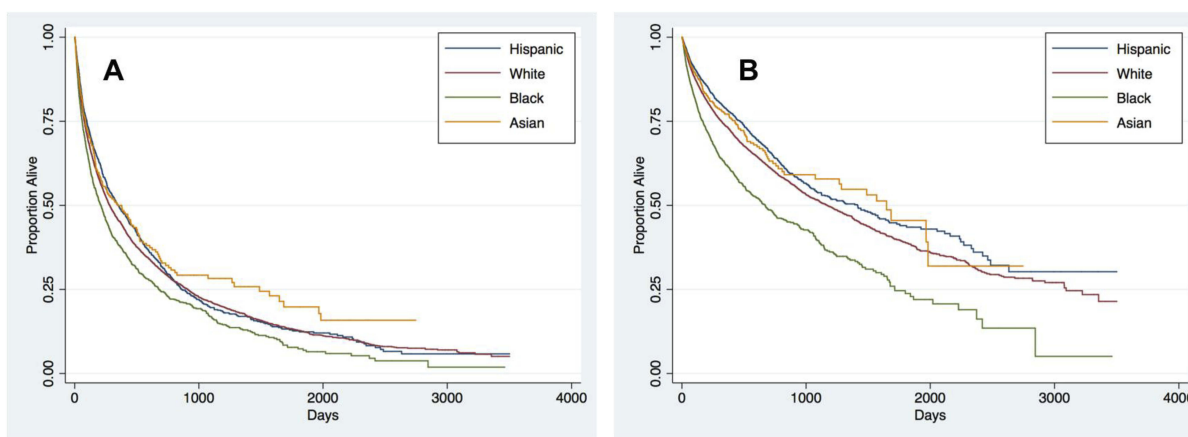 A
Proportion Alive
1.00
0.75
0.50
0.25
0.00
0
1000
2000
3000
4000
Days
Hispanic
White
Black
Asian
B
Proportion Alive
1.00
0.75
0.50
0.25
0.00
0
1000
2000
3000
4000
Days
Hispanic
White
Black
Asian